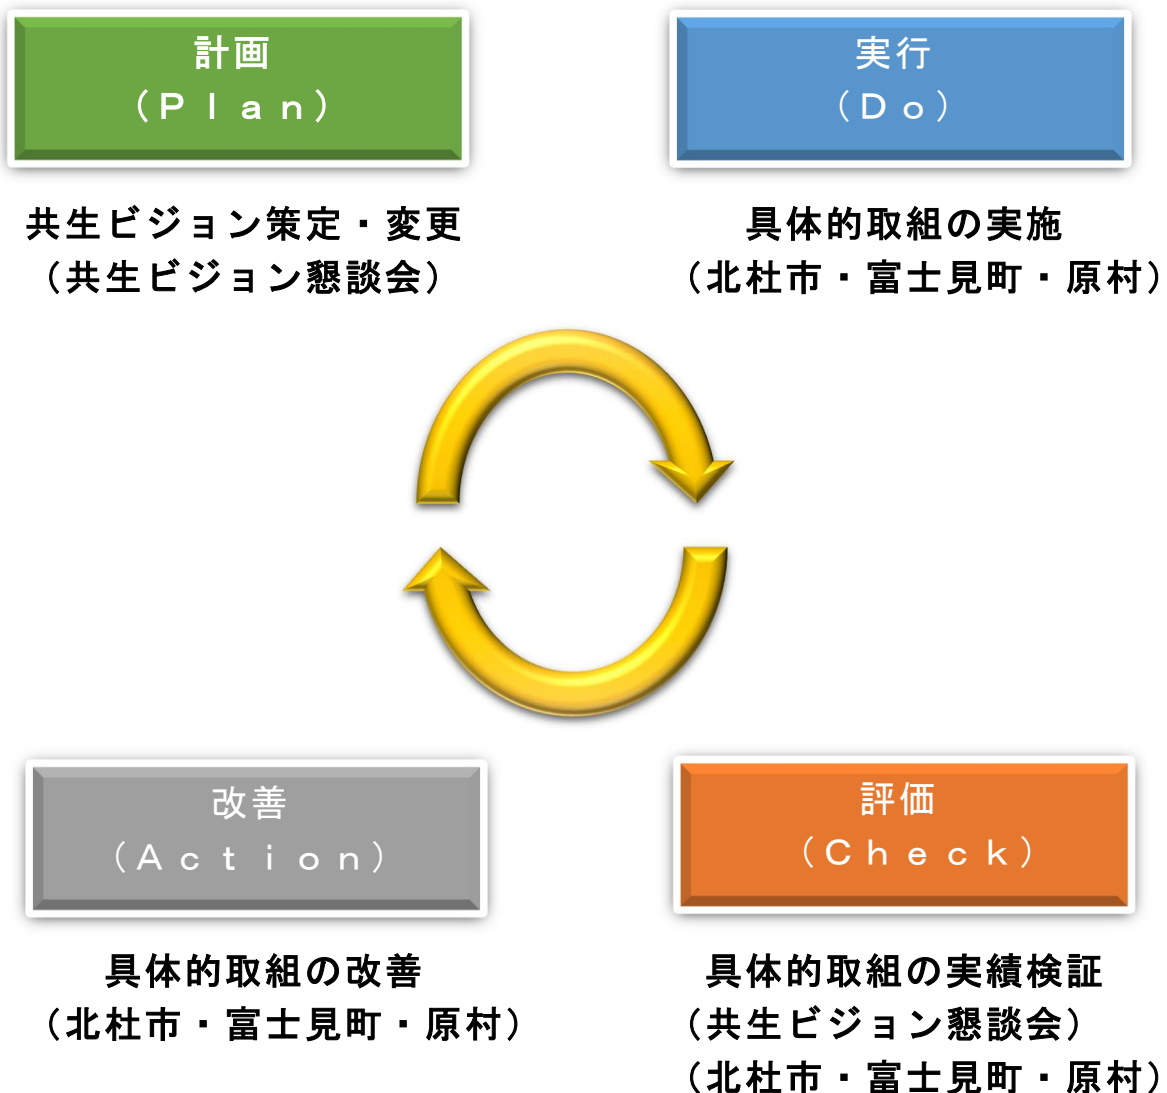 計画
（Ｐｌａｎ）
共生ビジョン策定・変更
（共生ビジョン懇談会）
実行
（Ｄｏ）
具体的取組の実施
（北杜市・富士見町・原村）
改善
（Ａｃｔｉｏｎ）
具体的取組の改善
（北杜市・富士見町・原村）
評価
（Ｃｈｅｃｋ）
具体的取組の実績検証
（共生ビジョン懇談会）
（北杜市・富士見町・原村）